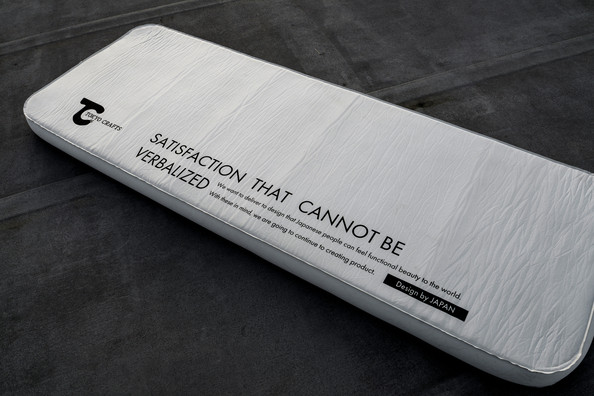 TOKYO CRAFTS
SATISFACTION THAT CANNOT BE
VERBALIZED
We want to deliver to design that Japanese people can feel functional beauty to the world.
With these in mind, we are going to continue to creating product.
Design by JAPAN